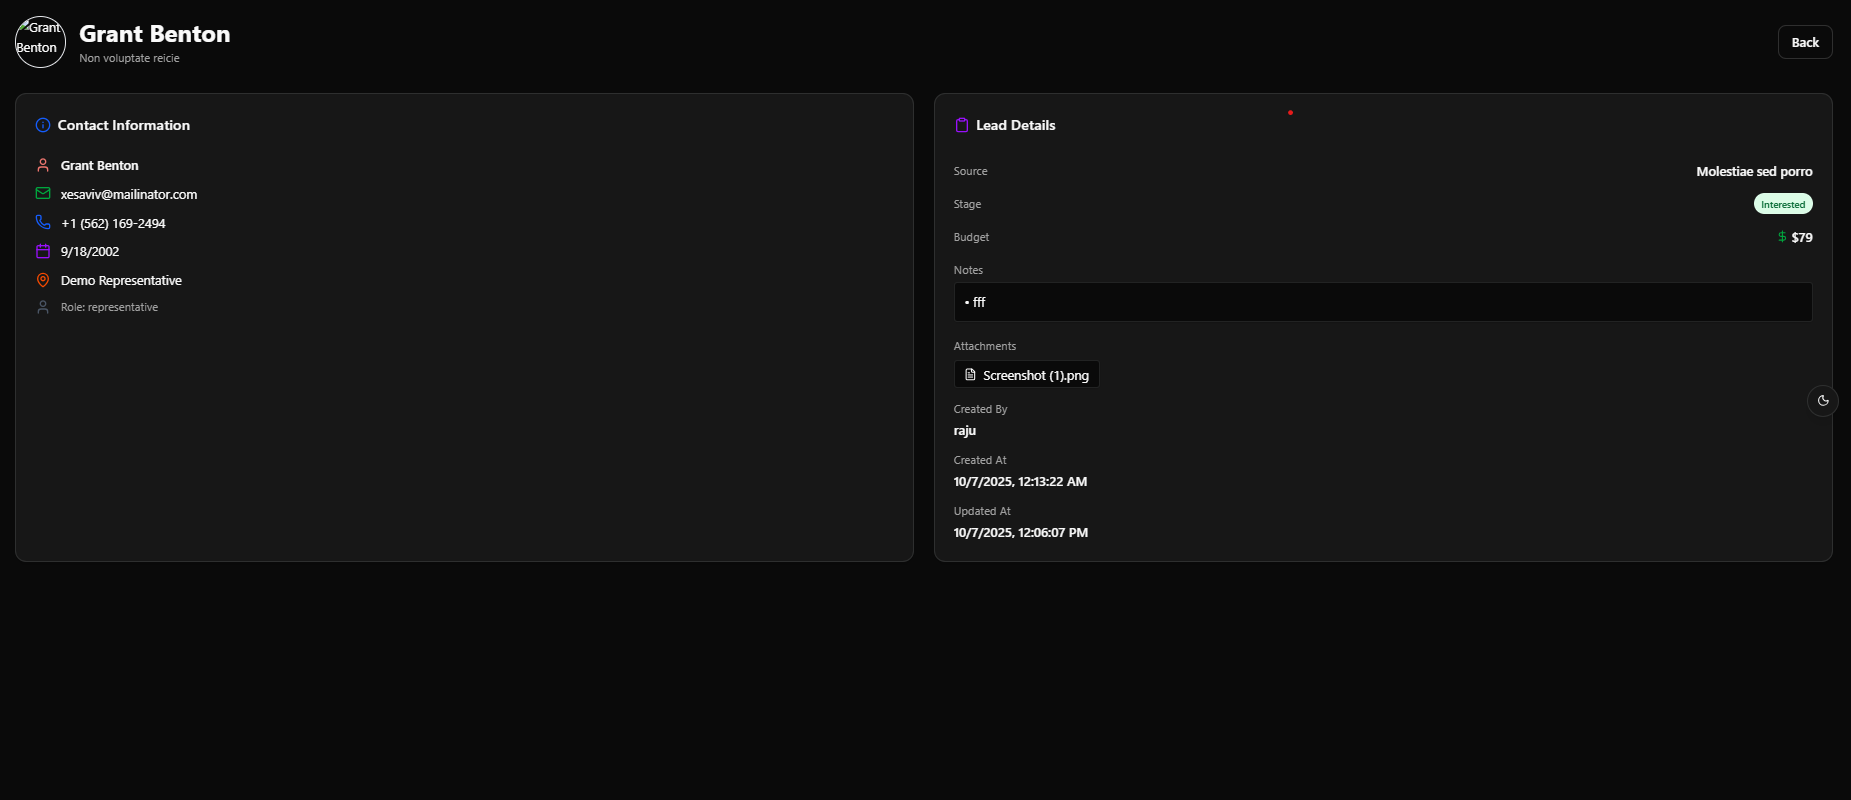 Grant
Benton
Grant Benton
Non voluptate reicie
Back
Contact Information
Grant Benton
xesaviv@mailinator.com
+1 (562) 169-2494
9/18/2002
Demo Representative
Role: representative
Lead Details
Source
Molestiae sed porro
Stage
Interested
Budget
$ $79
Notes
• fff
Attachments
Screenshot (1).png
Created By
raju
Created At
10/7/2025, 12:13:22 AM
Updated At
10/7/2025, 12:06:07 PM